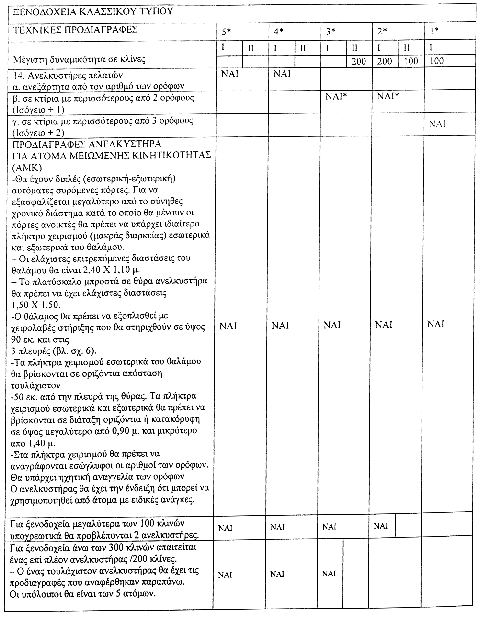 ΞΕΝΟΔΟΧΕΙΑ ΚΛΑΣΣΙΚΟΥ ΤΥΠΟΥ
ΤΕΧΝΙΚΕΣ ΠΡΟΔΙΑΓΡΑΦΕΣ 5* 4* 3* 2* 1*
I II I II I II I II I
Μέγιστη δυναμικότητα σε κλίνες 200 200 100 100
14. Ανελκυστήρες πελατών ΝΑΙ ΝΑΙ
α. ανεξάρτητα από τον αριθμό των ορόφων
β. σε κτίρια με περισσότερους από 2 ορόφους ΝΑΙ* ΝΑΙ*
(Ισόγειο + 1)
γ. σε κτίρια με περισσότερους από 3 ορόφους ΝΑΙ
(Ισόγειο + 2)
ΠΡΟΔΙΑΓΡΑΦΕΣ ΑΝΕΛΚΥΣΤΗΡΑ
ΓΙΑ ΑΤΟΜΑ ΜΕΙΩΜΕΝΗΣ ΚΙΝΗΤΙΚΟΤΗΤΑΣ
(ΑΜΚ)
-Θα έχουν διπλές (εσωτερική-εξωτερική)
αυτόματες συρόμενες πόρτες. Για να
εξασφαλίζεται μεγαλύτερο από το σύνηθες
χρονικό διάστημα κατά το οποίο θα μένουν οι
πόρτες ανοικτές θα πρέπει να υπάρχει ιδιαίτερο
πλήκτρο χειρισμού (μακράς διαρκείας) εσωτερικά
και εξωτερικά του θαλάμου.
– Οι ελάχιστες επιτρεπόμενες διαστάσεις του
θαλάμου θα είναι 2,40 Χ 1,10 μ.
– Το πλατύσκαλο μπροστά σε θύρα ανελκυστήρα
θα πρέπει να έχει ελάχιστες διαστάσεις
1,50 Χ 1.50.
-Ο θάλαμος θα πρέπει να εξοπλισθεί με
χειρολαβές στήριξης που θα στηριχθούν σε ύψος ΝΑΙ ΝΑΙ ΝΑΙ ΝΑΙ ΝΑΙ
90 εκ. και στις
3 πλευρές (βλ. σχ. 6).
-Τα πλήκτρα χειρισμού εσωτερικά του θαλάμου
θα βρίσκονται σε οριζόντια απόσταση
τουλάχιστον
-50 εκ. από την πλευρά της θύρας. Τα πλήκτρα
χειρισμού εσωτερικά και εξωτερικά θα πρέπει να
βρίσκονται σε διάταξη οριζόντια ή κατακόρυφη
σε ύψος μεγαλύτερο από 0,90 μ. και μικρότερο
από 1,40 μ.
-Στα πλήκτρα χειρισμού θα πρέπει να
αναγράφονται εσώγλυφοι οι αριθμοί των ορόφων.
Θα υπάρχει ηχητική αναγγελία των ορόφων
Ο ανελκυστήρας θα έχει την ένδειξη ότι μπορεί να
χρησιμοποιηθεί από άτομα με ειδικές ανάγκες.
Για ξενοδοχεία μεγαλύτερα των 100 κλινών ΝΑΙ ΝΑΙ ΝΑΙ ΝΑΙ
υποχρεωτικά θα προβλέπονται 2 ανελκυστήρες.
Για ξενοδοχεία άνω των 300 κλινών απαιτείται
ένας επί πλέον ανελκυστήρας /200 κλίνες.
– Ο ένας τουλάχιστον ανελκυστήρας θα έχει τις ΝΑΙ ΝΑΙ ΝΑΙ
προδιαγραφές που αναφέρθηκαν παραπάνω.
Οι υπόλοιποι θα είναι των 5 ατόμων.